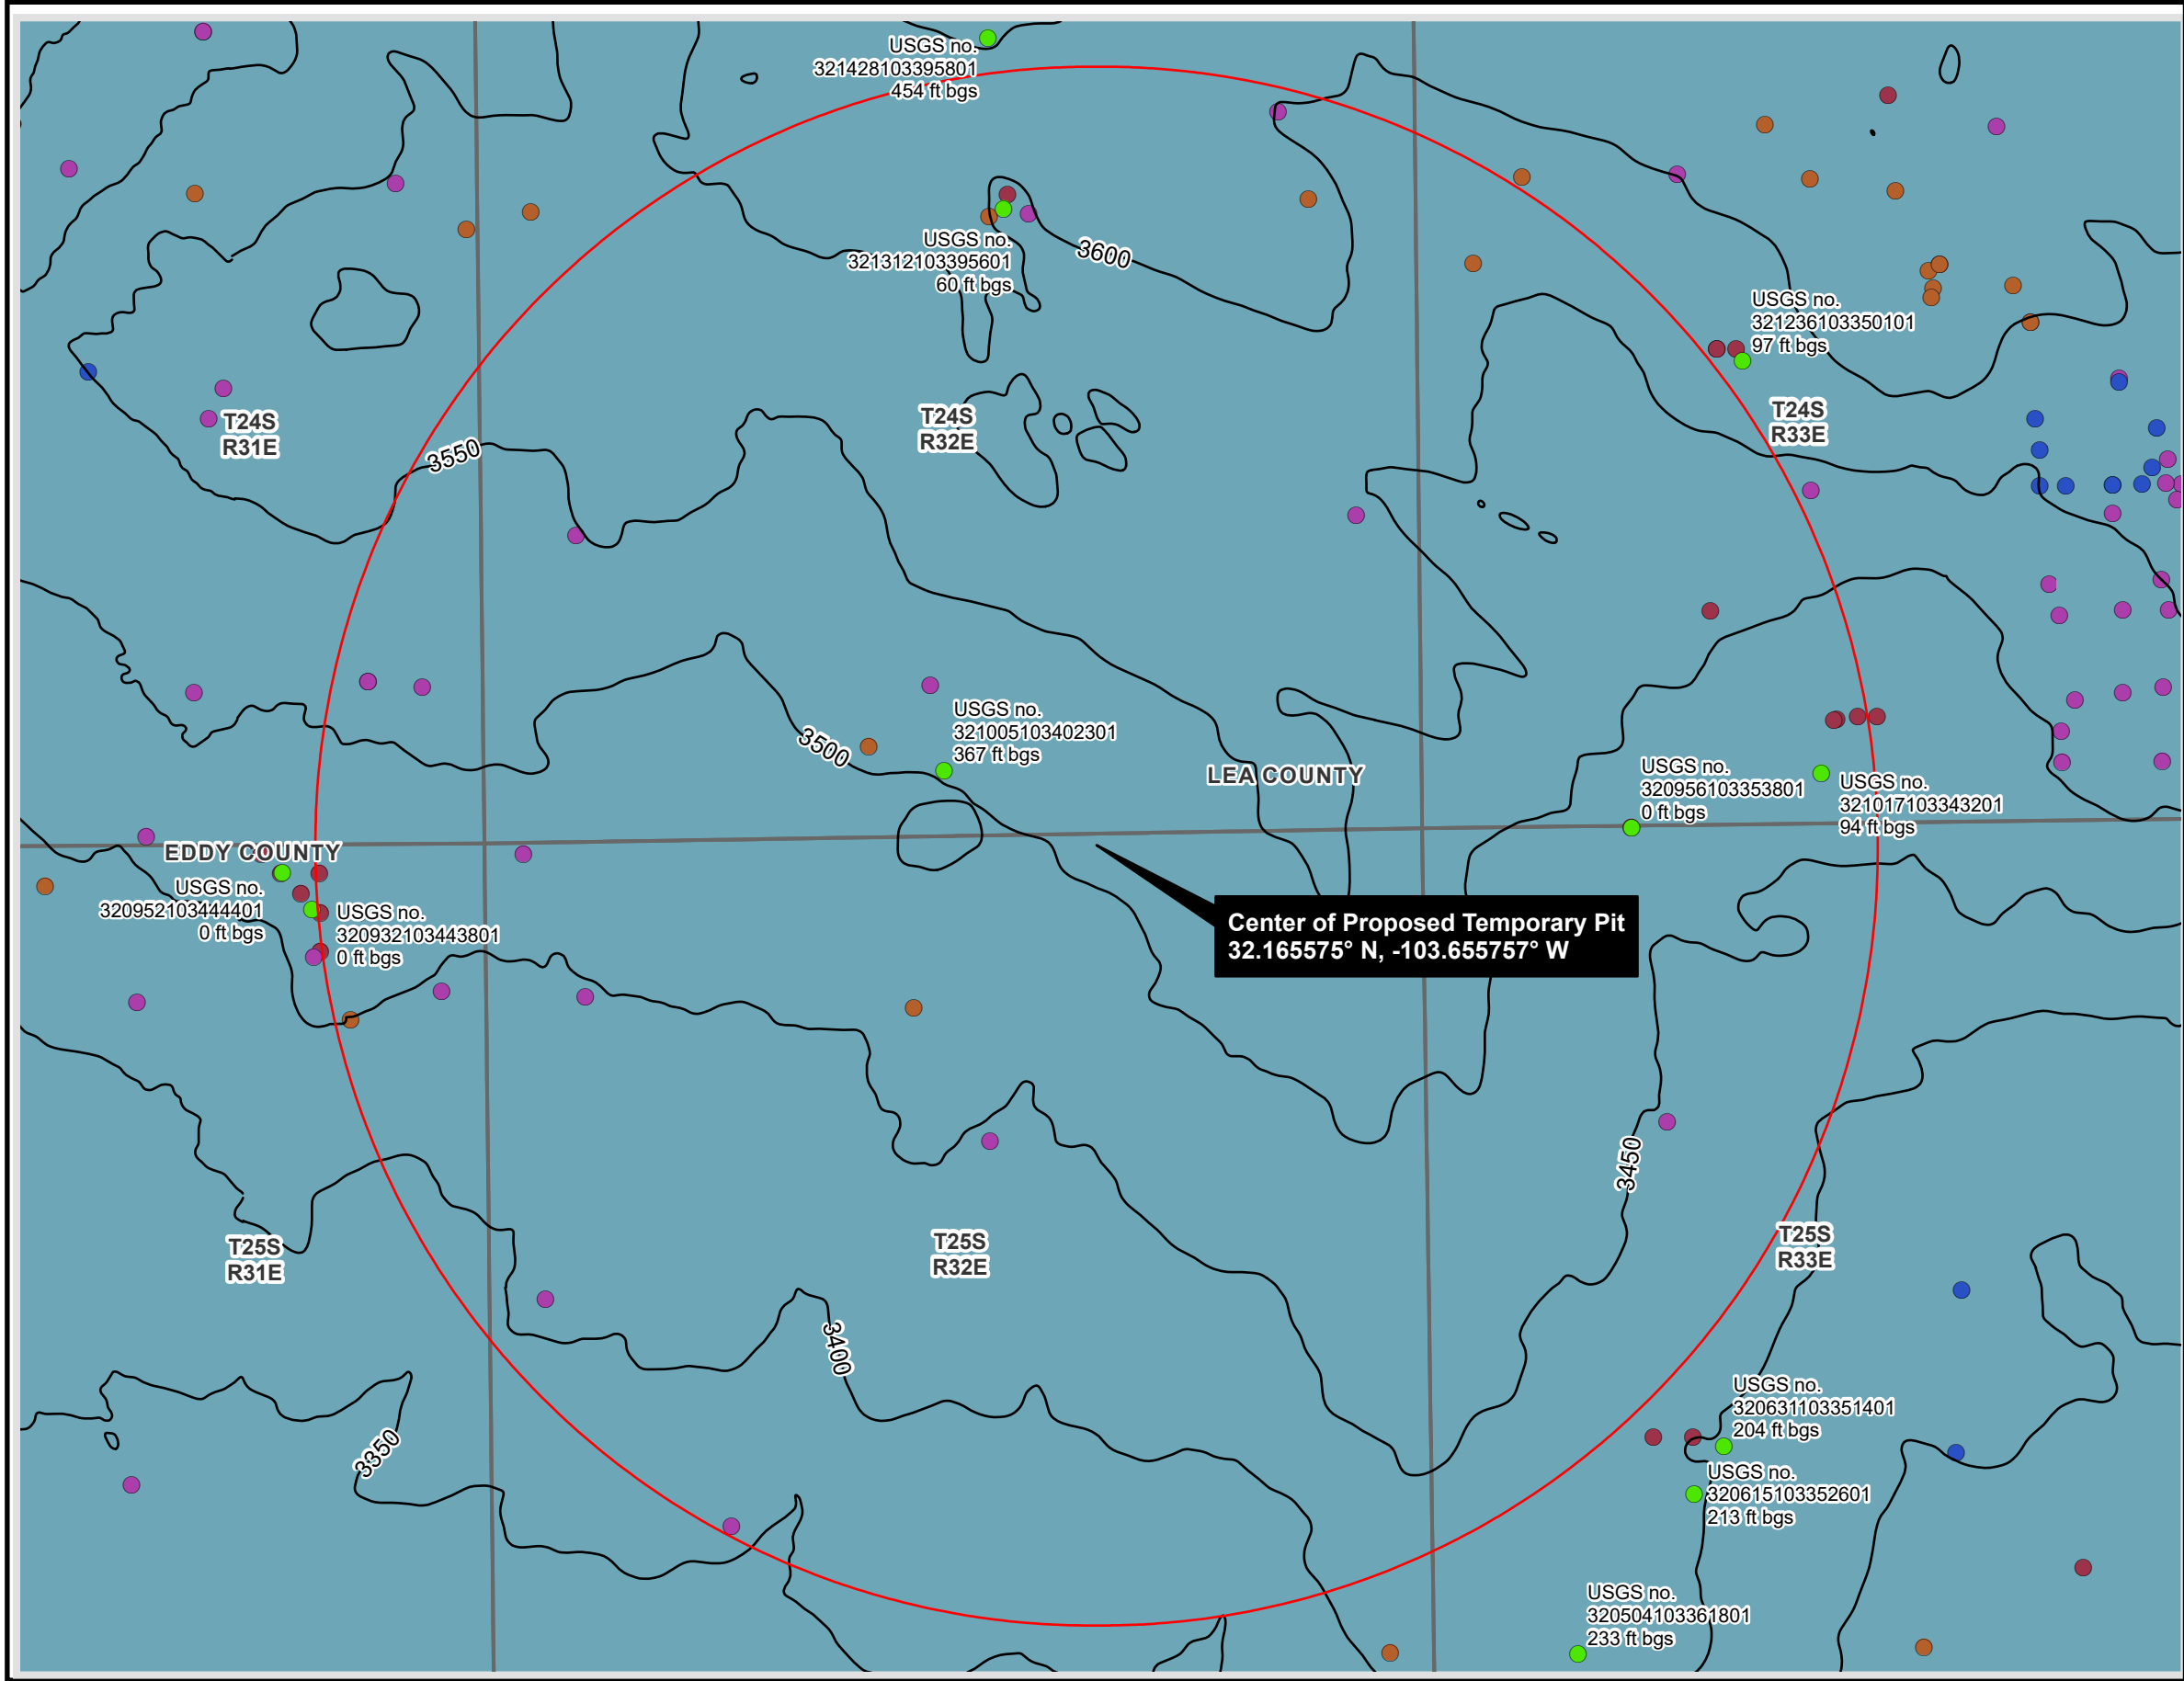 USGS no.
321428103395801
454 ft bgs
USGS no.
321312103395601
60 ft bgs
3600
USGS no.
321236103350101
97 ft bgs
T24S
R31E
3550
T24S
R32E
T24S
R33E
USGS no.
321005103402301
367 ft bgs
3500
LEA COUNTY
USGS no.
320956103353801
0 ft bgs
USGS no.
321017103343201
94 ft bgs
EDDY COUNTY
USGS no.
320952103444401
0 ft bgs
USGS no.
320932103443801
0 ft bgs
Center of Proposed Temporary Pit
32.165575° N, -103.655757° W
3450
T25S
R31E
T25S
R32E
T25S
R33E
3400
3350
USGS no.
320631103351401
204 ft bgs
USGS no.
320615103352601
213 ft bgs
USGS no.
320504103361801
233 ft bgs